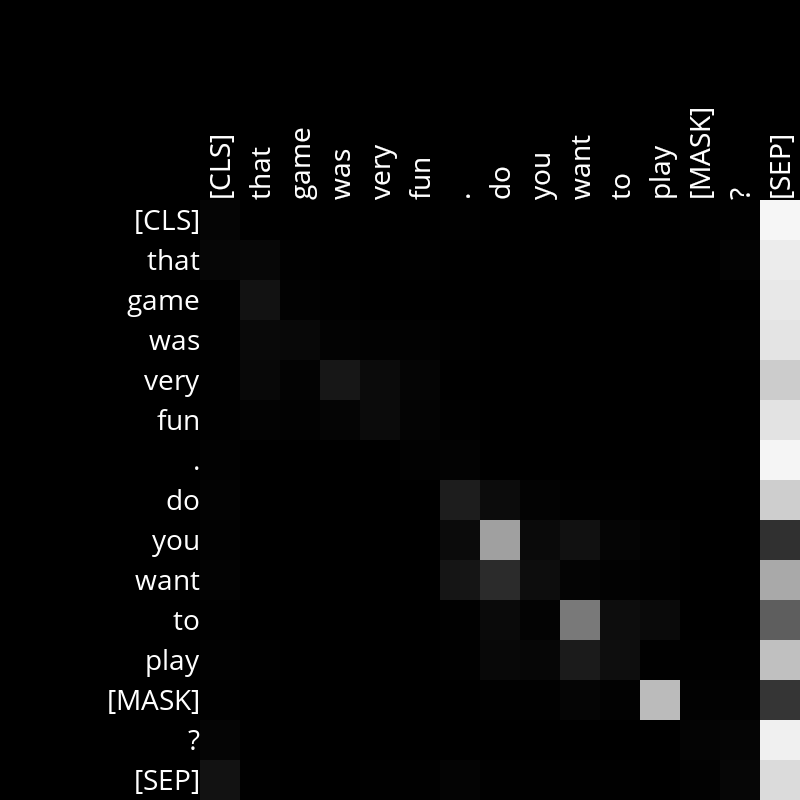 [CLS] that game was very fun . do you want to play [MASK] ? [SEP]
[CLS]
that
game
was
very
fun
.
do
you
want
to
play
[MASK]
?
[SEP]